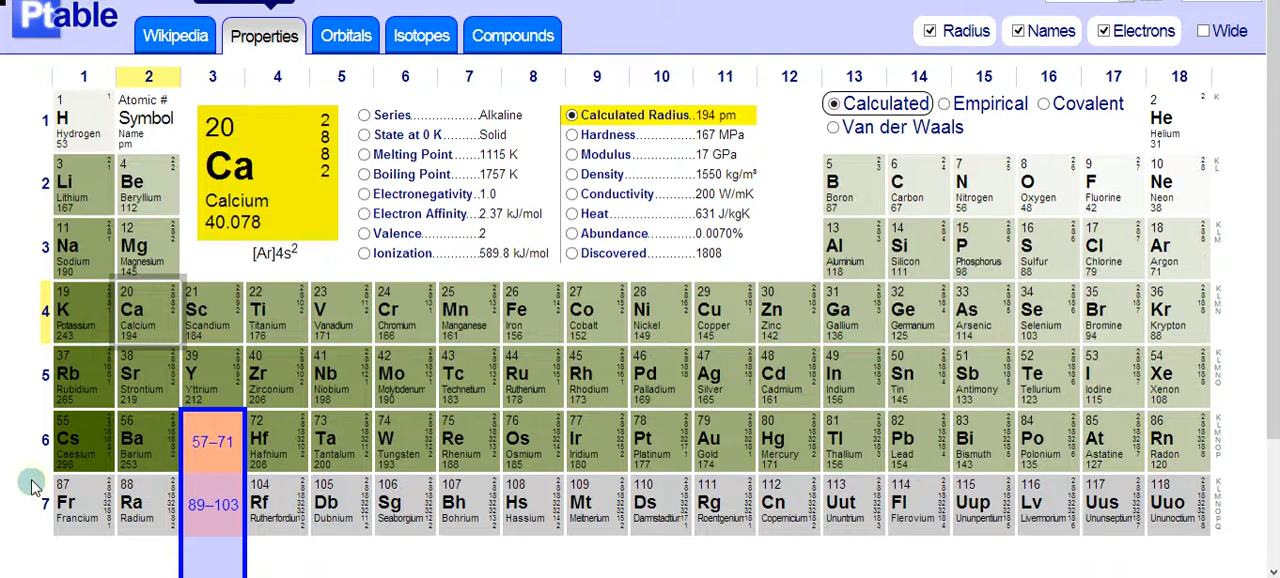 Ptable
Wikipedia Properties Orbitals Isotopes Compounds
Radius Names Electrons Wide
1 2 3 4 5 6 7 8 9 10 11 12 13 14 15 16 17 18
1 H Hydrogen 53
Atomic # Symbol Name pm
20 Ca Calcium 40.078 2 8 8 2
[Ar]4s2
Series Alkaline
State at 0 K Solid
Melting Point 1115 K
Boiling Point 1757 K
Electronegativity 1.0
Electron Affinity 2.37 kJ/mol
Valence 2
Ionization 589.8 kJ/mol
Calculated Radius 194 pm
Hardness 167 MPa
Modulus 17 GPa
Density 1550 kg/m³
Conductivity 200 W/mK
Heat 631 J/kgK
Abundance 0.0070%
Discovered 1808
Calculated Empirical Covalent
Van der Waals
2 He Helium 31
3 Li Lithium 167
4 Be Beryllium 112
5 B Boron 87
6 C Carbon 67
7 N Nitrogen 56
8 O Oxygen 48
9 F Fluorine 42
10 Ne Neon 38
11 Na Sodium 190
12 Mg Magnesium 145
13 Al Aluminium 118
14 Si Silicon 111
15 P Phosphorus 98
16 S Sulfur 88
17 Cl Chlorine 79
18 Ar Argon 71
19 K Potassium 243
20 Ca Calcium 194
21 Sc Scandium 184
22 Ti Titanium 176
23 V Vanadium 171
24 Cr Chromium 166
25 Mn Manganese 161
26 Fe Iron 156
27 Co Cobalt 152
28 Ni Nickel 149
29 Cu Copper 145
30 Zn Zinc 142
31 Ga Gallium 136
32 Ge Germanium 125
33 As Arsenic 114
34 Se Selenium 103
35 Br Bromine 94
36 Kr Krypton 88
37 Rb Rubidium 265
38 Sr Strontium 219
39 Y Yttrium 212
40 Zr Zirconium 206
41 Nb Niobium 198
42 Mo Molybdenum 190
43 Tc Technetium 183
44 Ru Ruthenium 178
45 Rh Rhodium 173
46 Pd Palladium 169
47 Ag Silver 165
48 Cd Cadmium 161
49 In Indium 156
50 Sn Tin 145
51 Sb Antimony 133
52 Te Tellurium 123
53 I Iodine 115
54 Xe Xenon 108
55 Cs Caesium 298
56 Ba Barium 253
57–71
72 Hf Hafnium 208
73 Ta Tantalum 200
74 W Tungsten 193
75 Re Rhenium 188
76 Os Osmium 185
77 Ir Iridium 180
78 Pt Platinum 177
79 Au Gold 174
80 Hg Mercury 171
81 Tl Thallium 156
82 Pb Lead 154
83 Bi Bismuth 143
84 Po Polonium 135
85 At Astatine 127
86 Rn Radon 120
87 Fr Francium
88 Ra Radium
89–103
104 Rf Rutherfordium
105 Db Dubnium
106 Sg Seaborgium
107 Bh Bohrium
108 Hs Hassium
109 Mt Meitnerium
110 Ds Darmstadtium
111 Rg Roentgenium
112 Cn Copernicium
113 Uut Ununtrium
114 Fl Flerovium
115 Uup Ununpentium
116 Lv Livermorium
117 Uus Ununseptium
118 Uuo Ununoctium